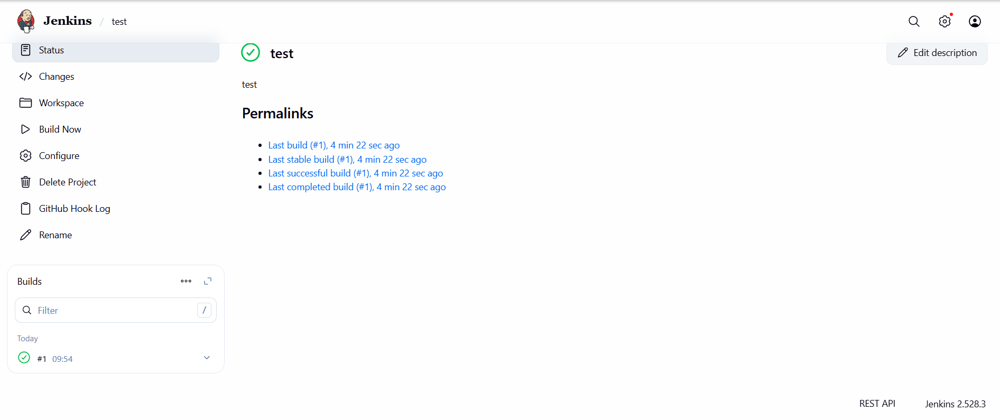 Jenkins / test
Status
Changes
Workspace
Build Now
Configure
Delete Project
GitHub Hook Log
Rename
Builds
Filter /
Today
#1 09:54
test
Edit description
test
Permalinks
Last build (#1), 4 min 22 sec ago
Last stable build (#1), 4 min 22 sec ago
Last successful build (#1), 4 min 22 sec ago
Last completed build (#1), 4 min 22 sec ago
REST API Jenkins 2.528.3